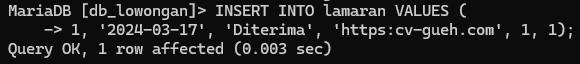 MariaDB [db_lowongan]> INSERT INTO lamaran VALUES (
-> 1, '2024-03-17', 'Diterima', 'https:cv-gueh.com', 1, 1);
Query OK, 1 row affected (0.003 sec)